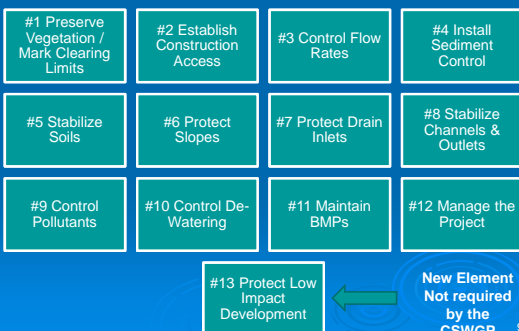 #1 Preserve
Vegetation /
Mark Clearing
Limits
#2 Establish
Construction
Access
#3 Control Flow
Rates
#4 Install
Sediment
Control
#5 Stabilize
Soils
#6 Protect
Slopes
#7 Protect Drain
Inlets
#8 Stabilize
Channels &
Outlets
#9 Control
Pollutants
#10 Control De-
Watering
#11 Maintain
BMPs
#12 Manage the
Project
#13 Protect Low
Impact
Development
New Element
Not required
by the
CSWGP